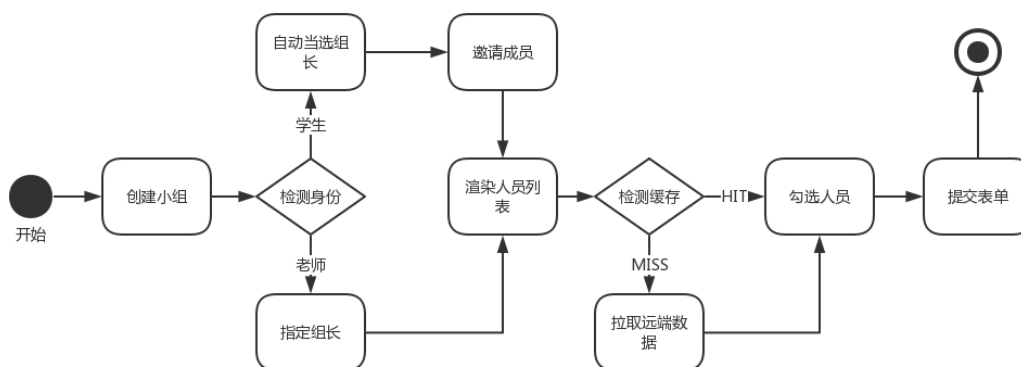 自动当选组
长
邀请成员
学生
开始
创建小组
检测身份
渲染人员列
表
检测缓存
HIT
勾选人员
提交表单
老师
MISS
指定组长
拉取远端数
据